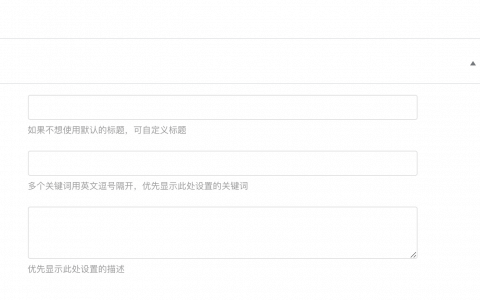 如果不想使用默认的标题，可自定义标题
多个关键词用英文逗号隔开，优先显示此处设置的关键词
优先显示此处设置的描述